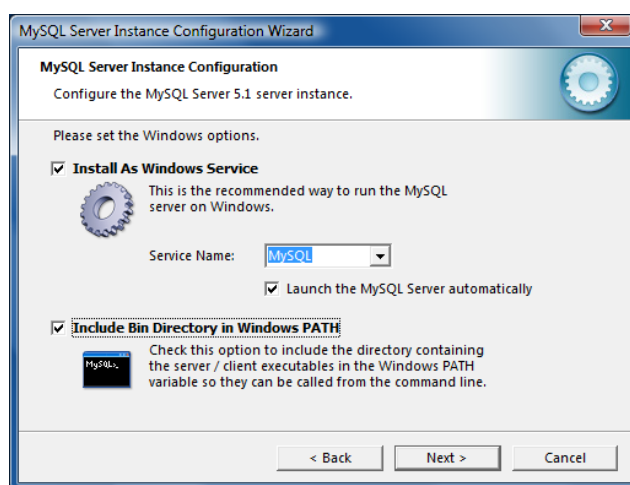 MySQL Server Instance Configuration Wizard
MySQL Server Instance Configuration
Configure the MySQL Server 5.1 server instance.
Please set the Windows options.
Install As Windows Service
This is the recommended way to run the MySQL
server on Windows.
Service Name:
MySQL
Launch the MySQL Server automatically
Include Bin Directory in Windows PATH
MySQL>_
Check this option to include the directory containing
the server / client executables in the Windows PATH
variable so they can be called from the command line.
< Back
Next >
Cancel